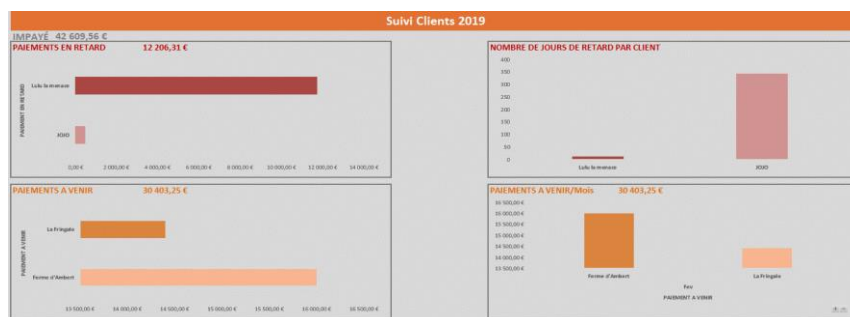 Suivi Clients 2019
IMPAYÉ 42 609,56 €
PAIEMENTS EN RETARD 12 206,31 €
PAIEMENT EN RETARD
Lulu la menace
JOJO
0,00 € 2 000,00 € 4 000,00 € 6 000,00 € 8 000,00 € 10 000,00 € 12 000,00 € 14 000,00 €
NOMBRE DE JOURS DE RETARD PAR CLIENT
400
350
300
250
200
150
100
50
0
Lulu la menace JOJO
PAIEMENTS A VENIR 30 403,25 €
PAIEMENT A VENIR
La Fringale
Forme d'Ambert
13 500,00 € 14 000,00 € 14 500,00 € 15 000,00 € 15 500,00 € 16 000,00 € 16 500,00 €
PAIEMENTS A VENIR/Mois 30 403,25 €
16 500,00 €
16 000,00 €
15 500,00 €
15 000,00 €
14 500,00 €
14 000,00 €
13 500,00 €
Forme d'Ambert La Fringale
Fev
PAIEMENT A VENIR